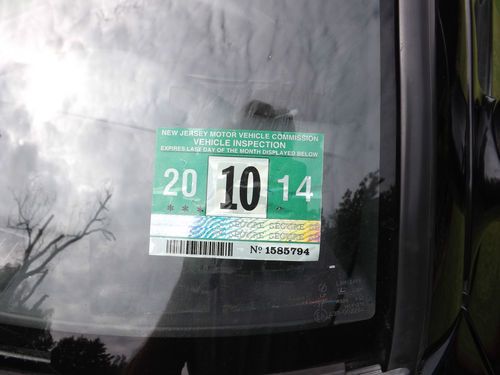 NEW JERSEY MOTOR VEHICLE COMMISSION
VEHICLE INSPECTION
EXPIRES LAST DAY OF THE MONTH DISPLAYED BELOW
20 10 14
***
Nº 1585794